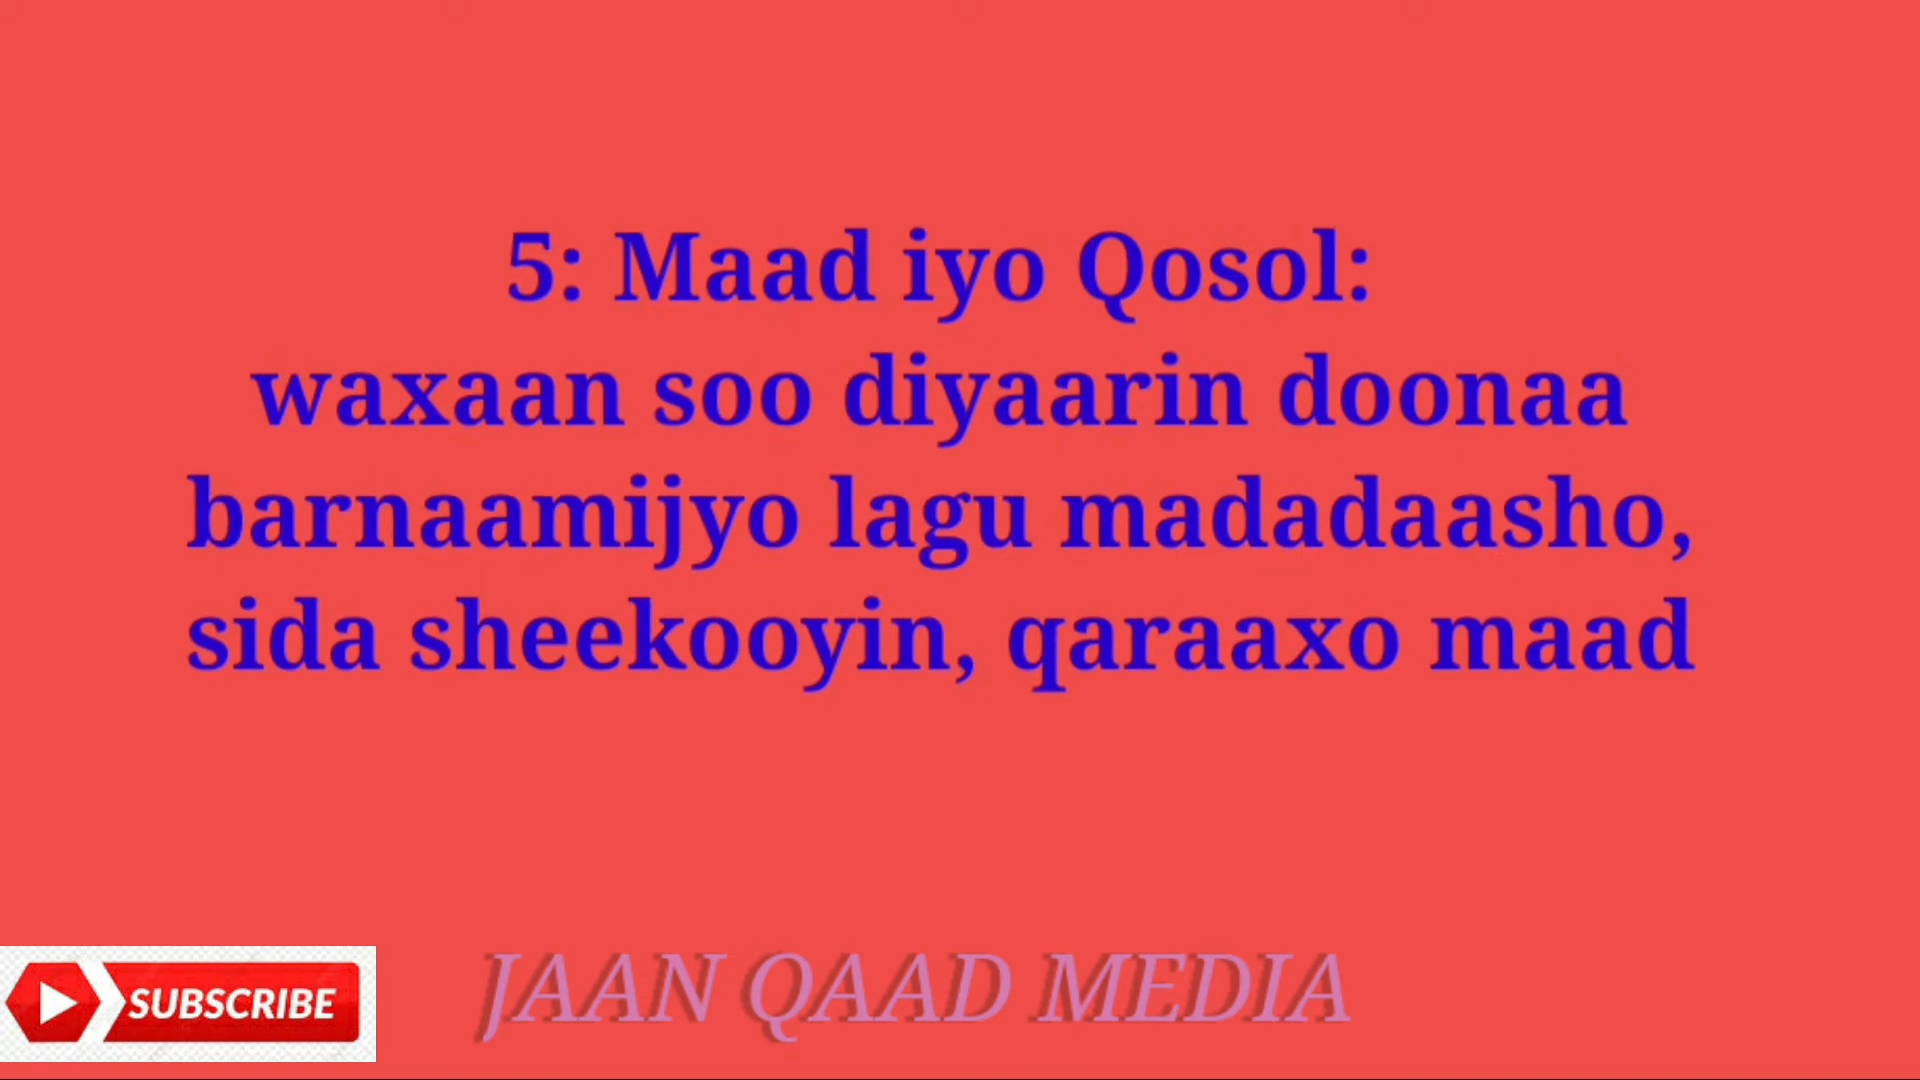 5: Maad iyo Qosol:
waxaan soo diyaarin doonaa
barnaamijyo lagu madadaasho,
sida sheekooyin, qaraaxo maad
SUBSCRIBE
JAAN QAAD MEDIA